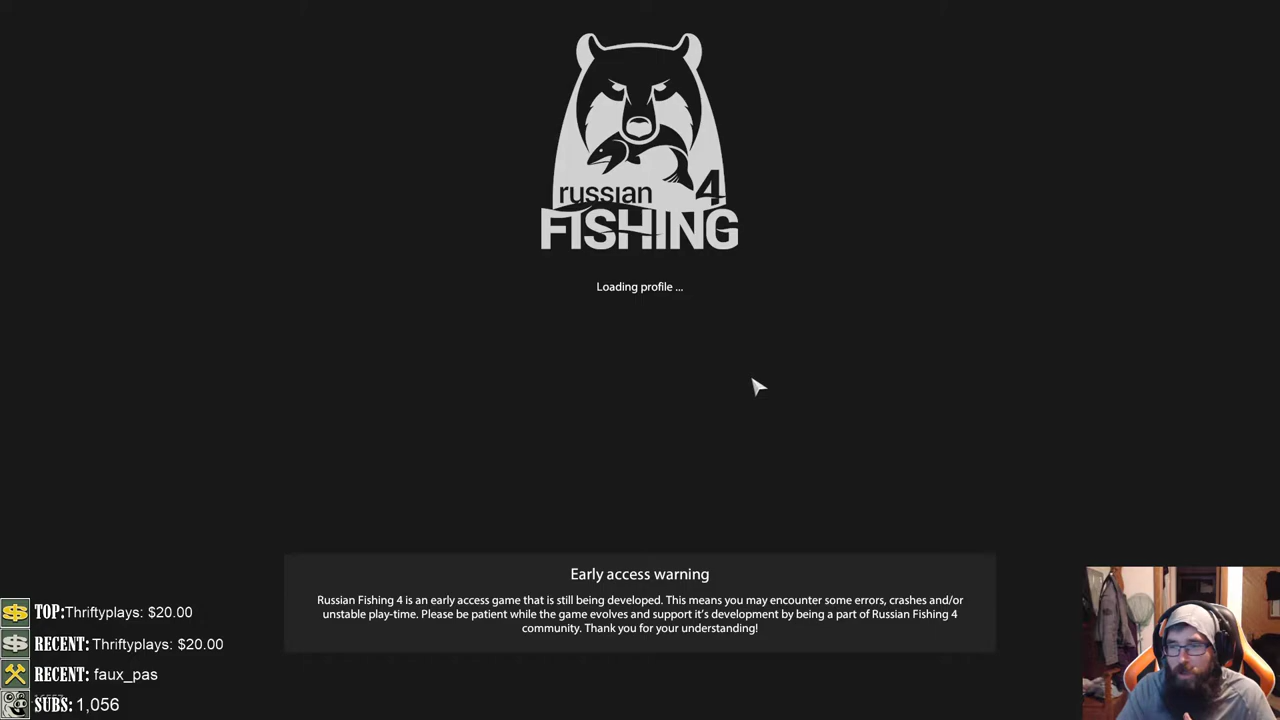 russian 4
FISHING
Loading profile ...
Early access warning
Russian Fishing 4 is an early access game that is still being developed. This means you may encounter some errors, crashes and/or
unstable play-time. Please be patient while the game evolves and support it's development by being a part of Russian Fishing 4
community. Thank you for your understanding!
TOP:Thriftyplays: $20.00
RECENT: Thriftyplays: $20.00
RECENT: faux_pas
SUBS: 1,056